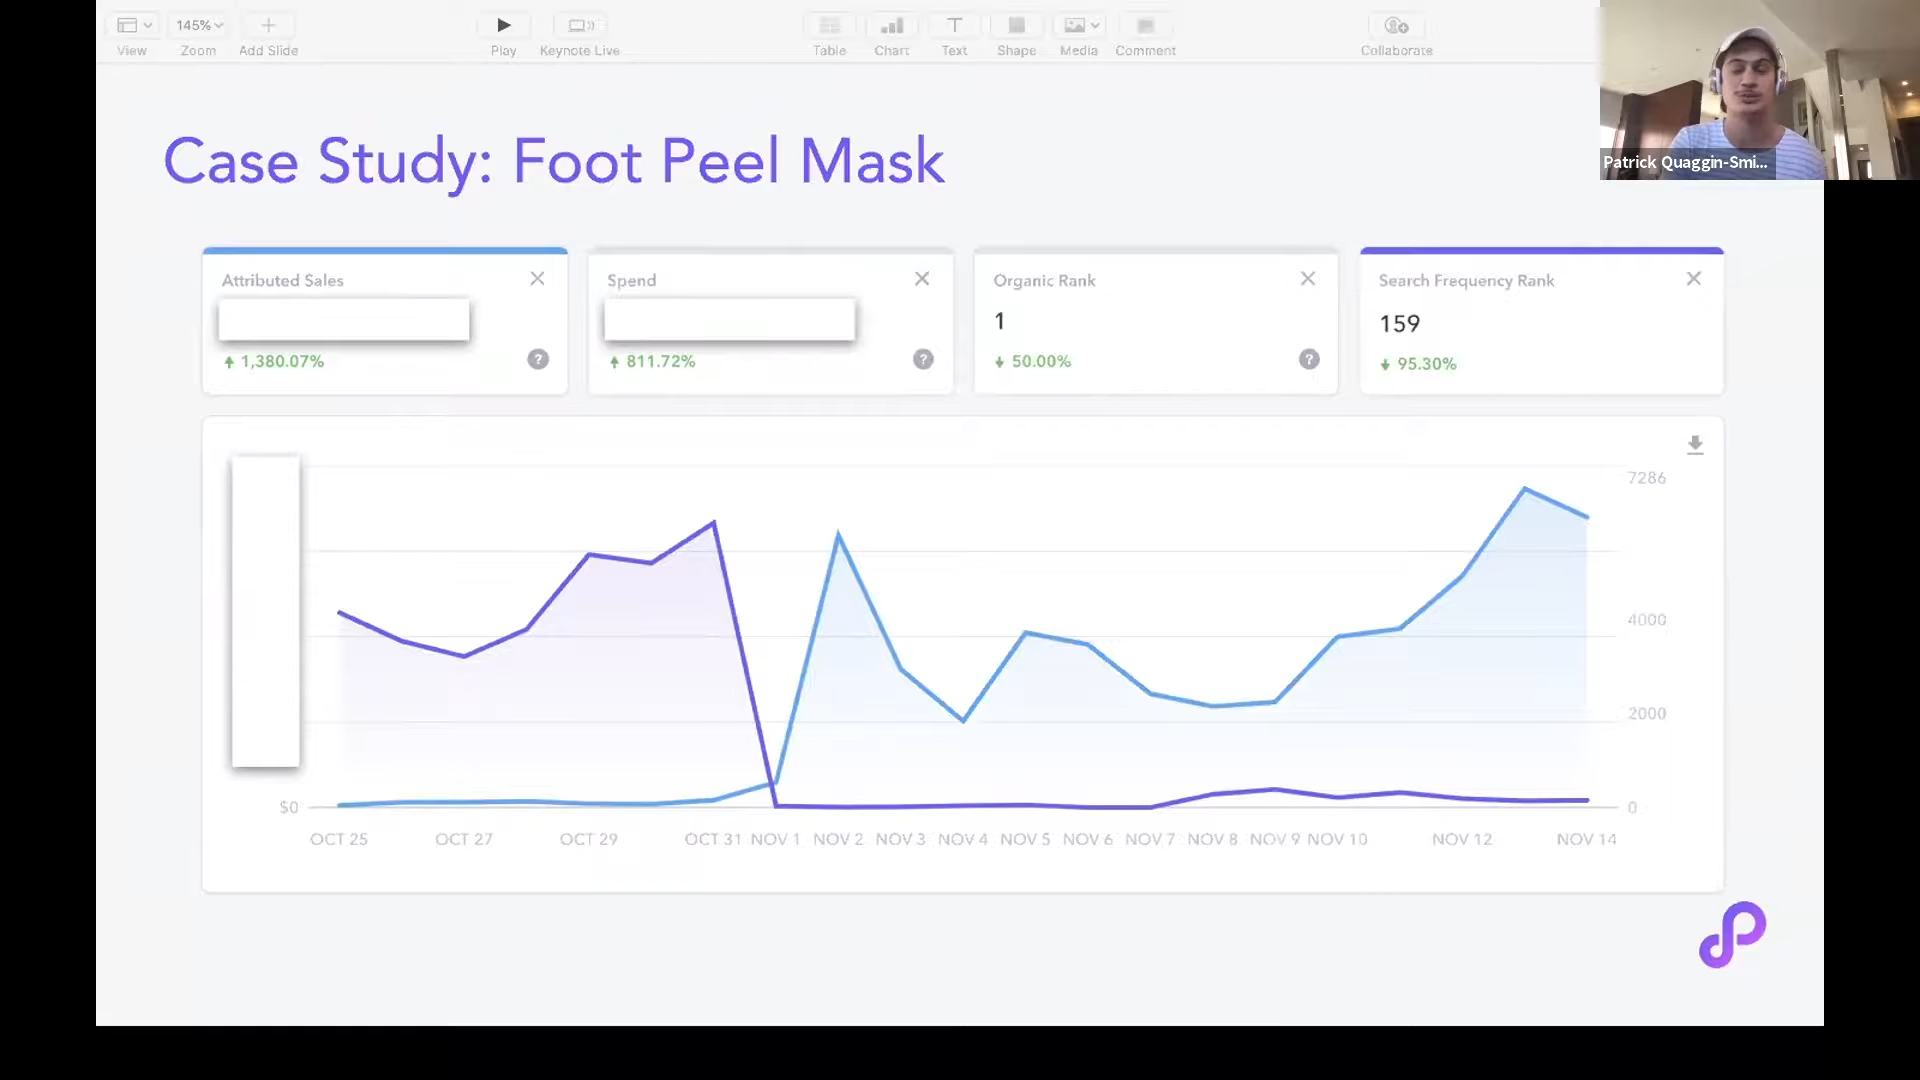 145%
View
Zoom
Add Slide
Play
Keynote Live
Table
Chart
Text
Shape
Media
Comment
Collaborate
Patrick Quaggin-Smi...
Case Study: Foot Peel Mask
Attributed Sales
1,380.07%
?
Spend
811.72%
?
Organic Rank
1
50.00%
?
Search Frequency Rank
159
95.30%
7286
4000
2000
$0
0
OCT 25 OCT 27 OCT 29 OCT 31 NOV 1 NOV 2 NOV 3 NOV 4 NOV 5 NOV 6 NOV 7 NOV 8 NOV 9 NOV 10 NOV 12 NOV 14